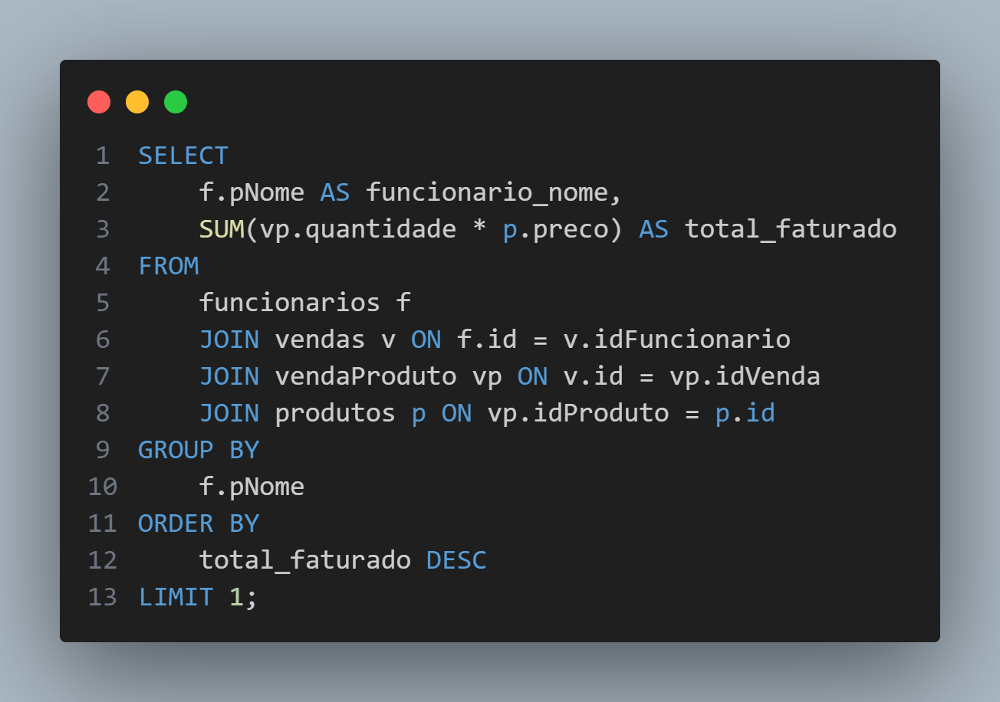 1 SELECT
2     f.pNome AS funcionario_nome,
3     SUM(vp.quantidade * p.preco) AS total_faturado
4 FROM
5     funcionarios f
6     JOIN vendas v ON f.id = v.idFuncionario
7     JOIN vendaProduto vp ON v.id = vp.idVenda
8     JOIN produtos p ON vp.idProduto = p.id
9 GROUP BY
10     f.pNome
11 ORDER BY
12     total_faturado DESC
13 LIMIT 1;